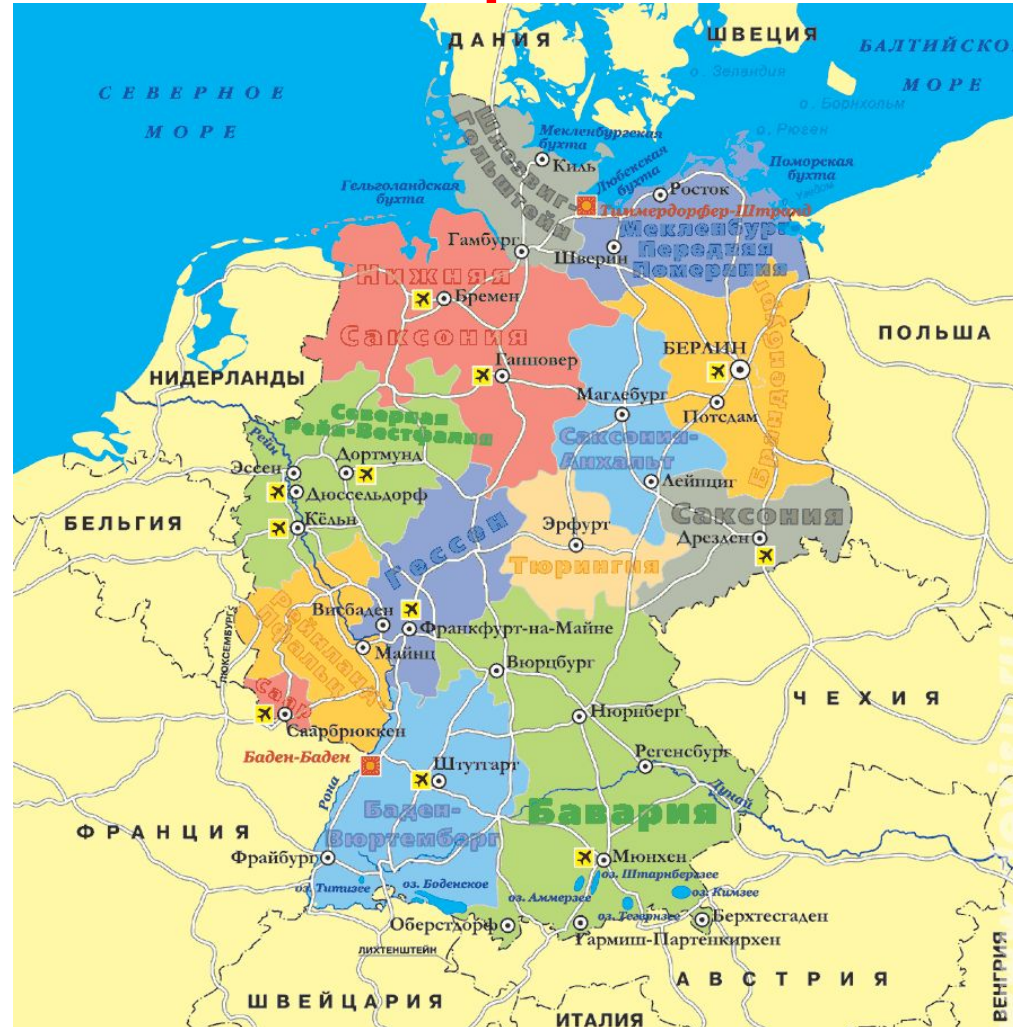 ДАНИЯ
ШВЕЦИЯ
БАЛТИЙСКО
МОРЕ
СЕВЕРНОЕ
МОРЕ
о. Зеландия
о. Борнхольм
о. Рюген
Мекленбургская
бухта
Киль
Шлезвиг-
Гольштейн
Любекская
бухта
Поморская
бухта
Росток
Гельголандская
бухта
о. Узедом
Тиммердорфер-Штранд
Мекленбург
Передняя
Померания
Гамбург
Шверин
Нижняя
Саксония
Бремен
ПОЛЬША
БЕРЛИН
Бранденбург
Ганновер
НИДЕРЛАНДЫ
Магдебург
Потсдам
Северная
Рейн-Вестфалия
Саксония-
Анхальт
Рейн
Дортмунд
Эссен
Дюссельдорф
Лейпциг
БЕЛЬГИЯ
Кёльн
Гессен
Эрфурт
Саксония
Дрезден
Тюрингия
Висбаден
Франкфурт-на-Майне
Рейнланд
Пфальц
Майнц
ЛЮКСЕМБУРГ
Вюрцбург
ЧЕХИЯ
Саар
Саарбрюккен
Нюрнберг
Баден-Баден
Регенсбург
Штутгарт
Рона
Дунай
Баден-
Вюртемберг
Бавария
ФРАНЦИЯ
Фрайбург
Мюнхен
оз. Штарнбергзее
оз. Титизее
оз. Боденское
оз. Аммерзее
оз. Кимзее
оз. Тегернзее
Оберстдорф
Берхтесгаден
Гармиш-Партенкирхен
ЛИХТЕНШТЕЙН
АВСТРИЯ
ВЕНГРИЯ
ШВЕЙЦАРИЯ
ИТАЛИЯ